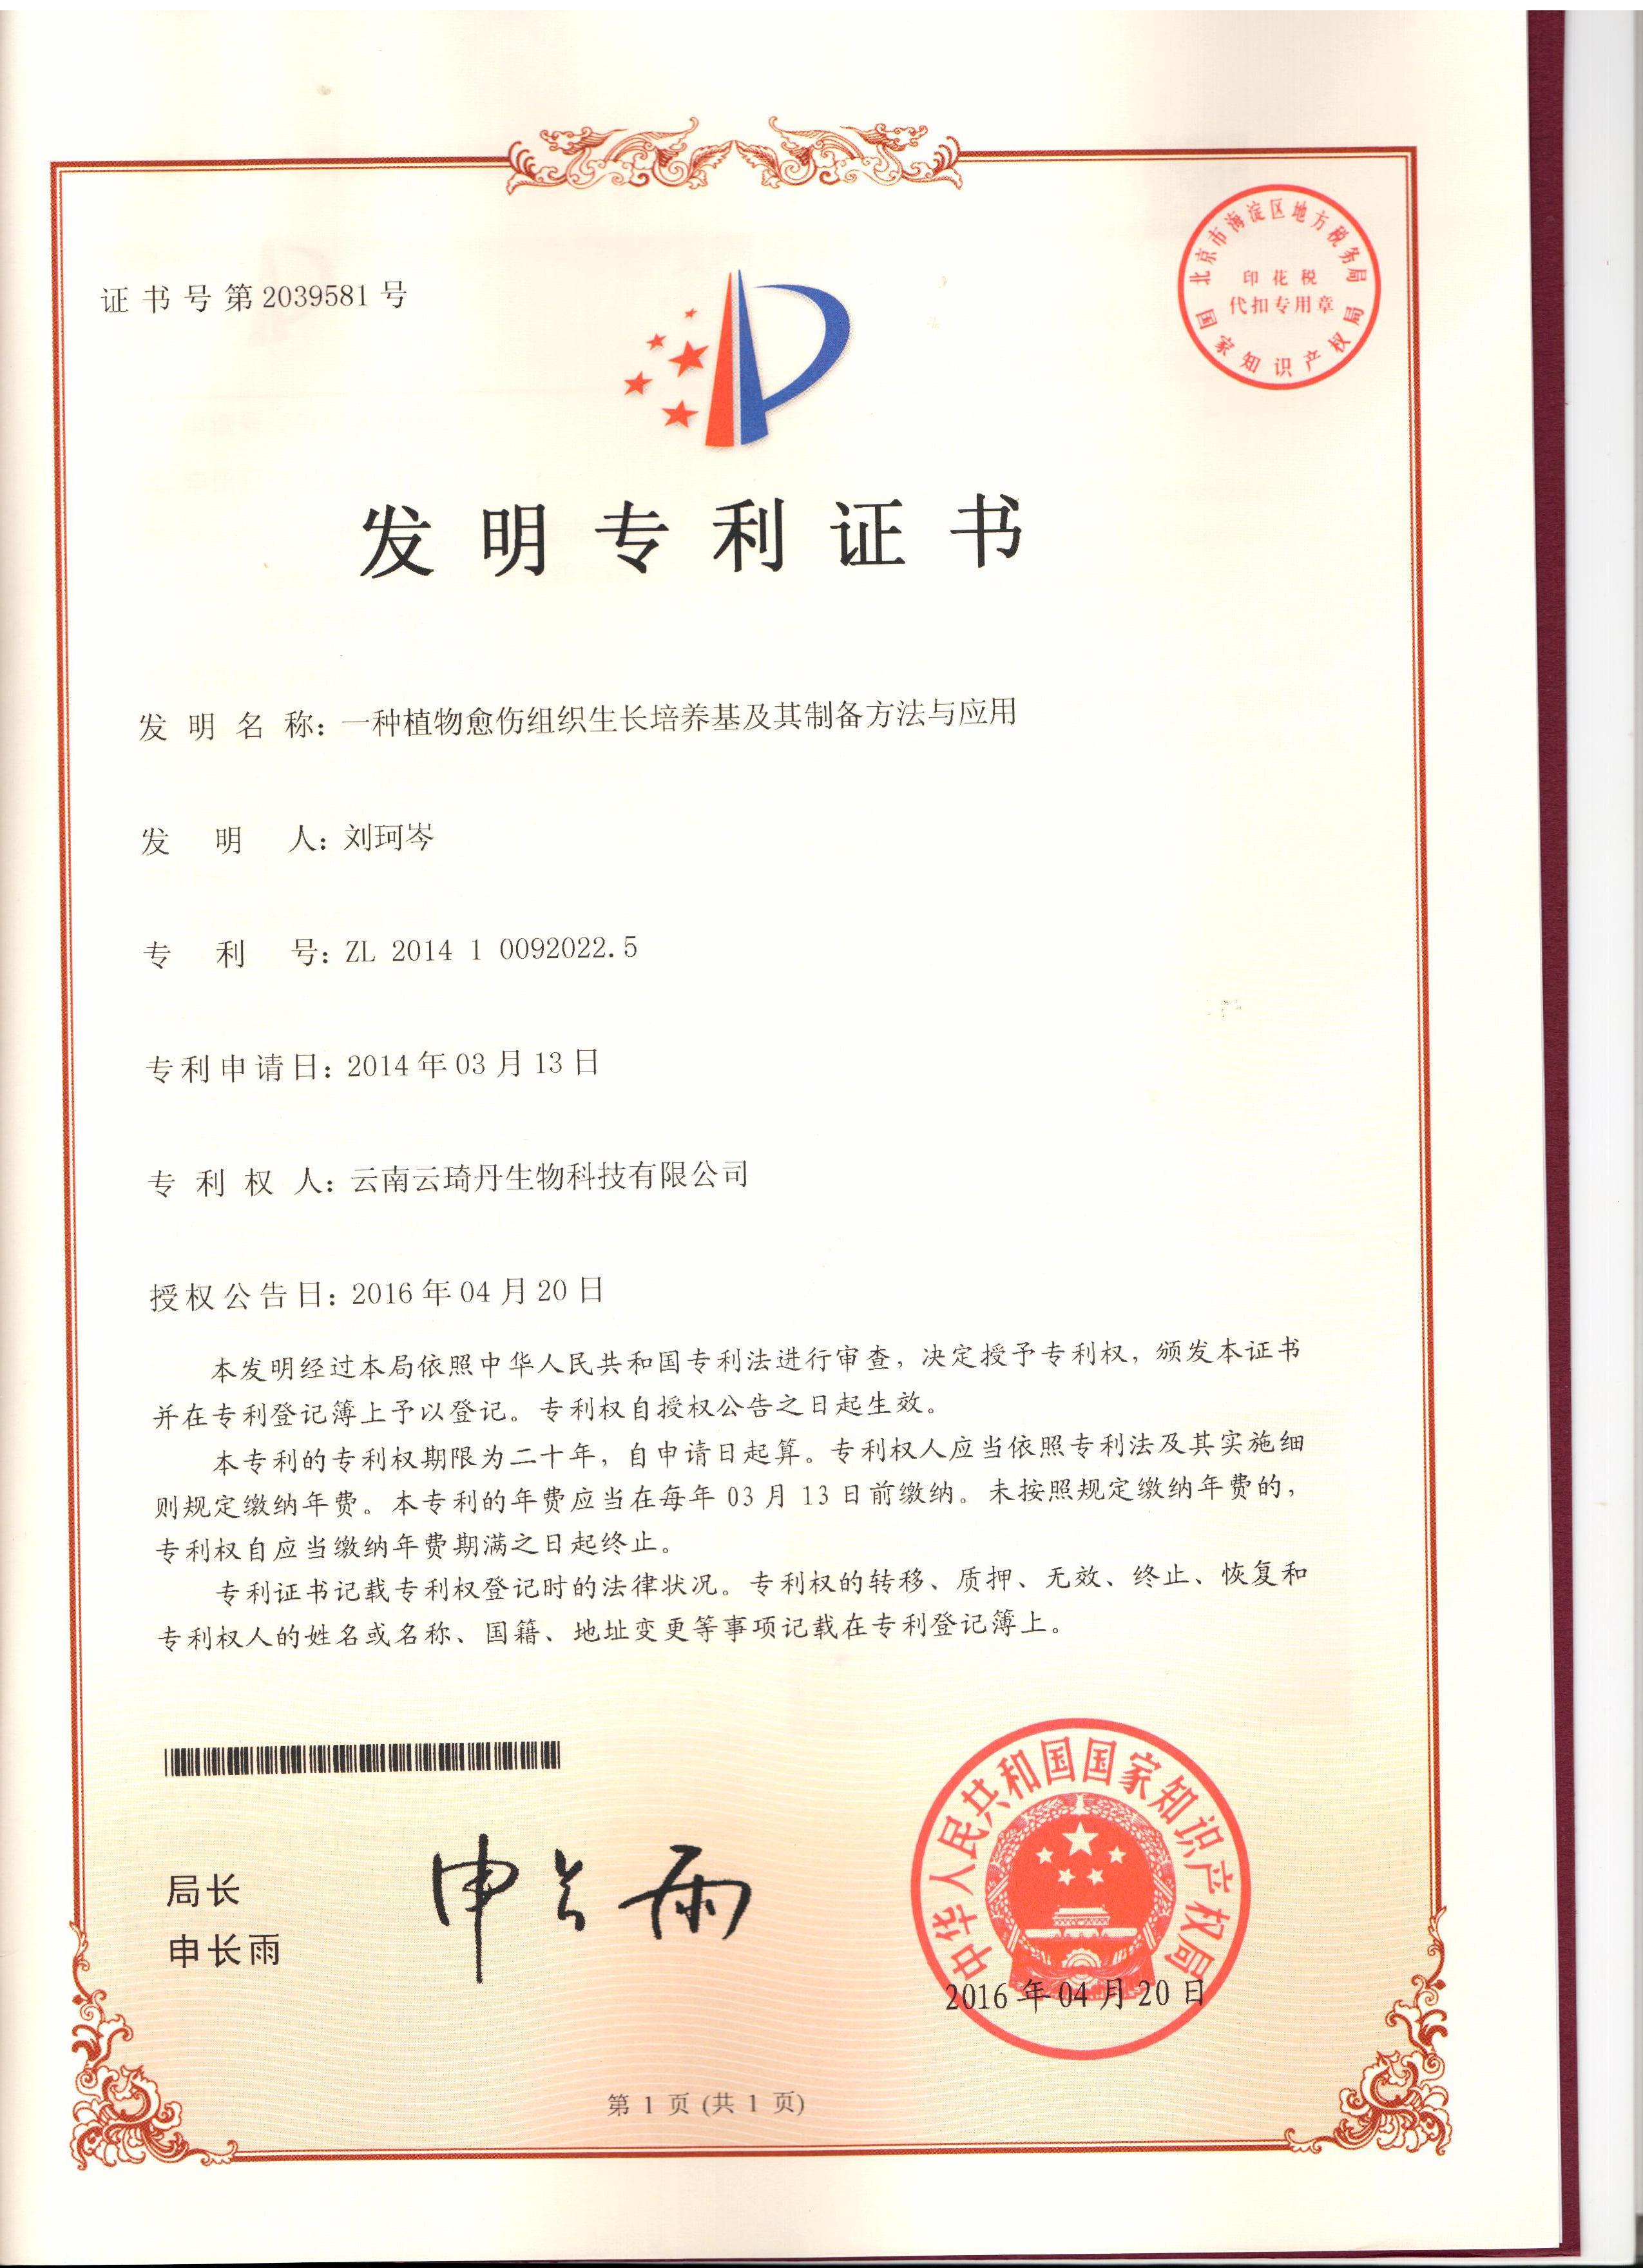 证书号第2039581号
北京市海淀区地方税务局
印花税
代扣专用章
国家知识产权局
发明专利证书
发明名称：一种植物愈伤组织生长培养基及其制备方法与应用
发明人：刘珂岑
专利号：ZL 2014 1 0092022.5
专利申请日：2014年03月13日
专利权人：云南云琦丹生物科技有限公司
授权公告日：2016年04月20日
本发明经过本局依照中华人民共和国专利法进行审查，决定授予专利权，颁发本证书
并在专利登记簿上予以登记。专利权自授权公告之日起生效。
本专利的专利权期限为二十年，自申请日起算。专利权人应当依照专利法及其实施细
则规定缴纳年费。本专利的年费应当在每年03月13日前缴纳。未按照规定缴纳年费的，
专利权自应当缴纳年费期满之日起终止。
专利证书记载专利权登记时的法律状况。专利权的转移、质押、无效、终止、恢复和
专利权人的姓名或名称、国籍、地址变更等事项记载在专利登记簿上。
局长
申长雨
申长雨
中华人民共和国国家知识产权局
2016年04月20日
第 1 页 (共 1 页)